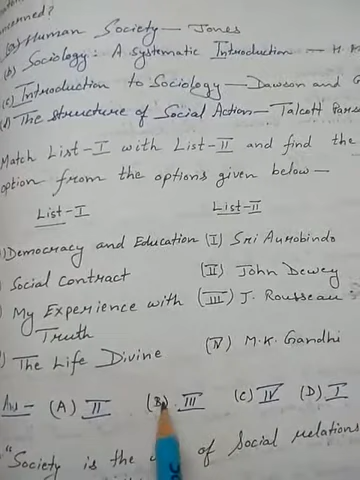 concerned?
(a) Human Society — Jones
(b) Sociology: A systematic Introduction — H.
(c) Introduction to Sociology — Dawson and
(d) The structure of Social Action — Talcott Pars
Match List-I with List-II and find the
option from the options given below —
List-I List-II
Democracy and Education (I) Sri Aurobindo
Social contract (II) John Dewey
My Experience with (III) J. Rousseau
Truth
The Life Divine (IV) M.K. Gandhi
Ans - (A) II (B) III (C) IV (D) I
"Society is the of Social relations